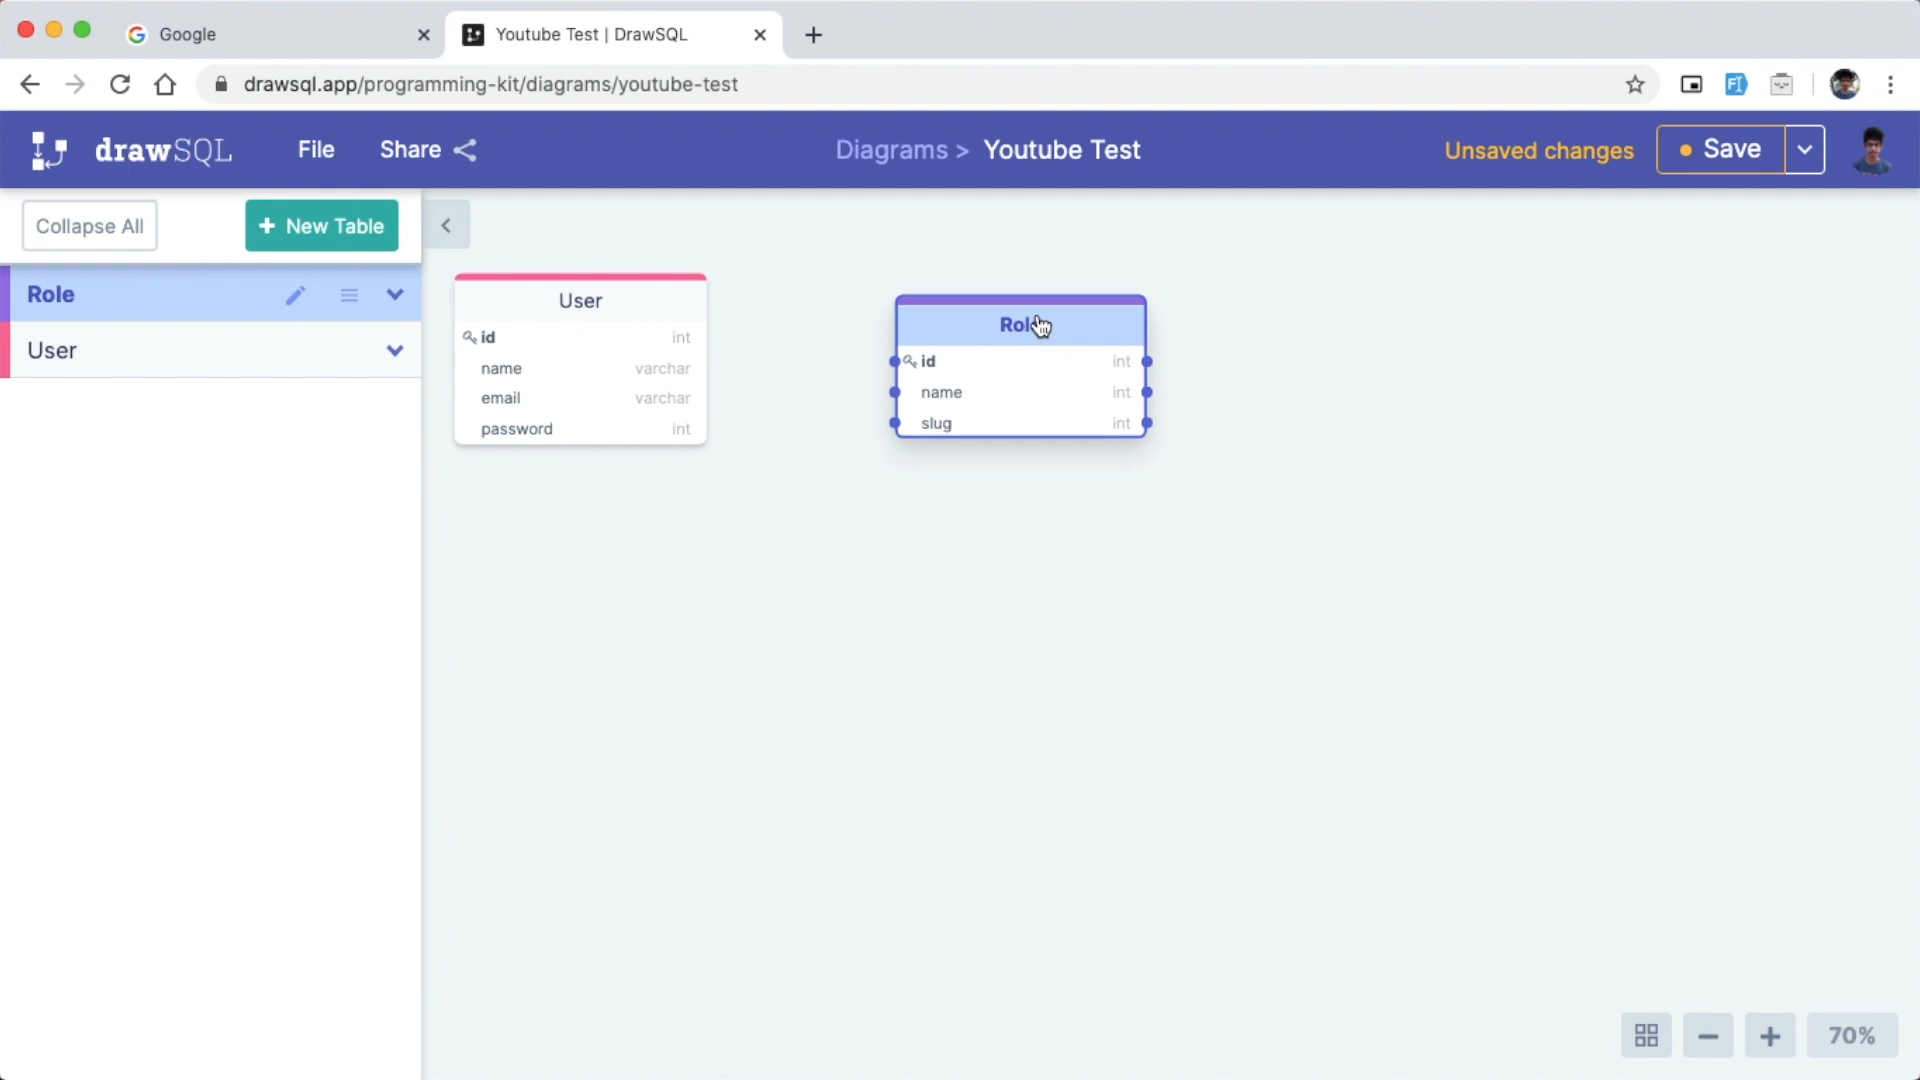 Google
Youtube Test | DrawSQL
drawsql.app/programming-kit/diagrams/youtube-test
drawSQL
File
Share
Diagrams > Youtube Test
Unsaved changes
Save
Collapse All
+ New Table
Role
User
User
id int
name varchar
email varchar
password int
id int
name int
slug int
70%